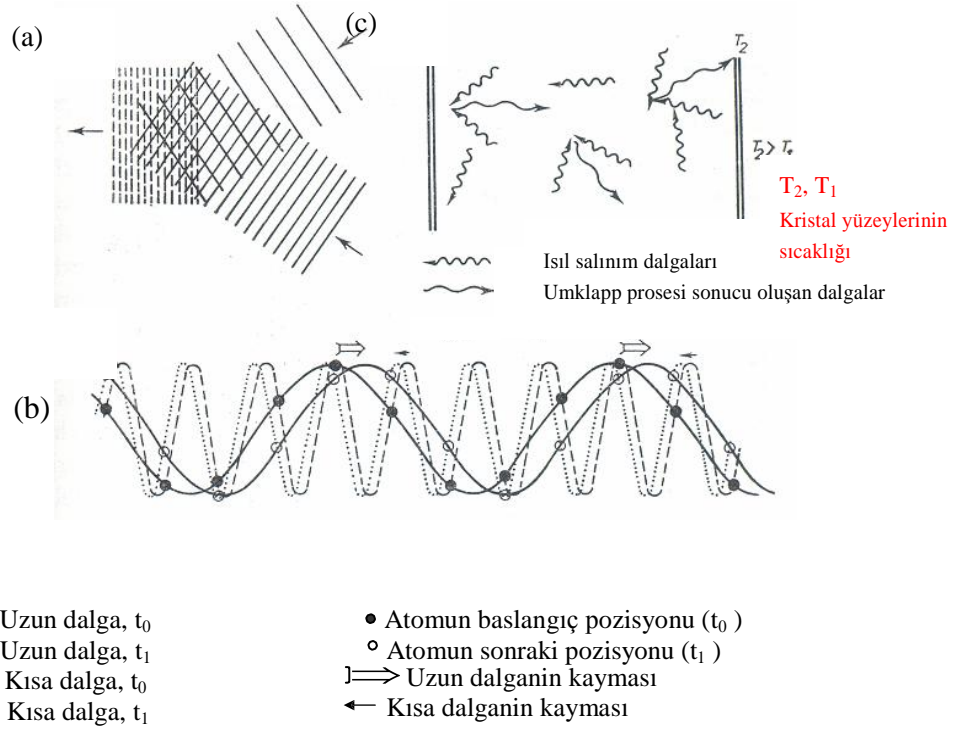 (a)
(c)
T₂
T₂ > T₁
T₂, T₁
Kristal yüzeylerinin
sıcaklığı
Isıl salınım dalgaları
Umklapp prosesi sonucu oluşan dalgalar
(b)
Uzun dalga, t₀
Uzun dalga, t₁
Kısa dalga, t₀
Kısa dalga, t₁
Atomun baslangıç pozisyonu (t₀ )
Atomun sonraki pozisyonu (t₁ )
Uzun dalganin kayması
Kısa dalganin kayması